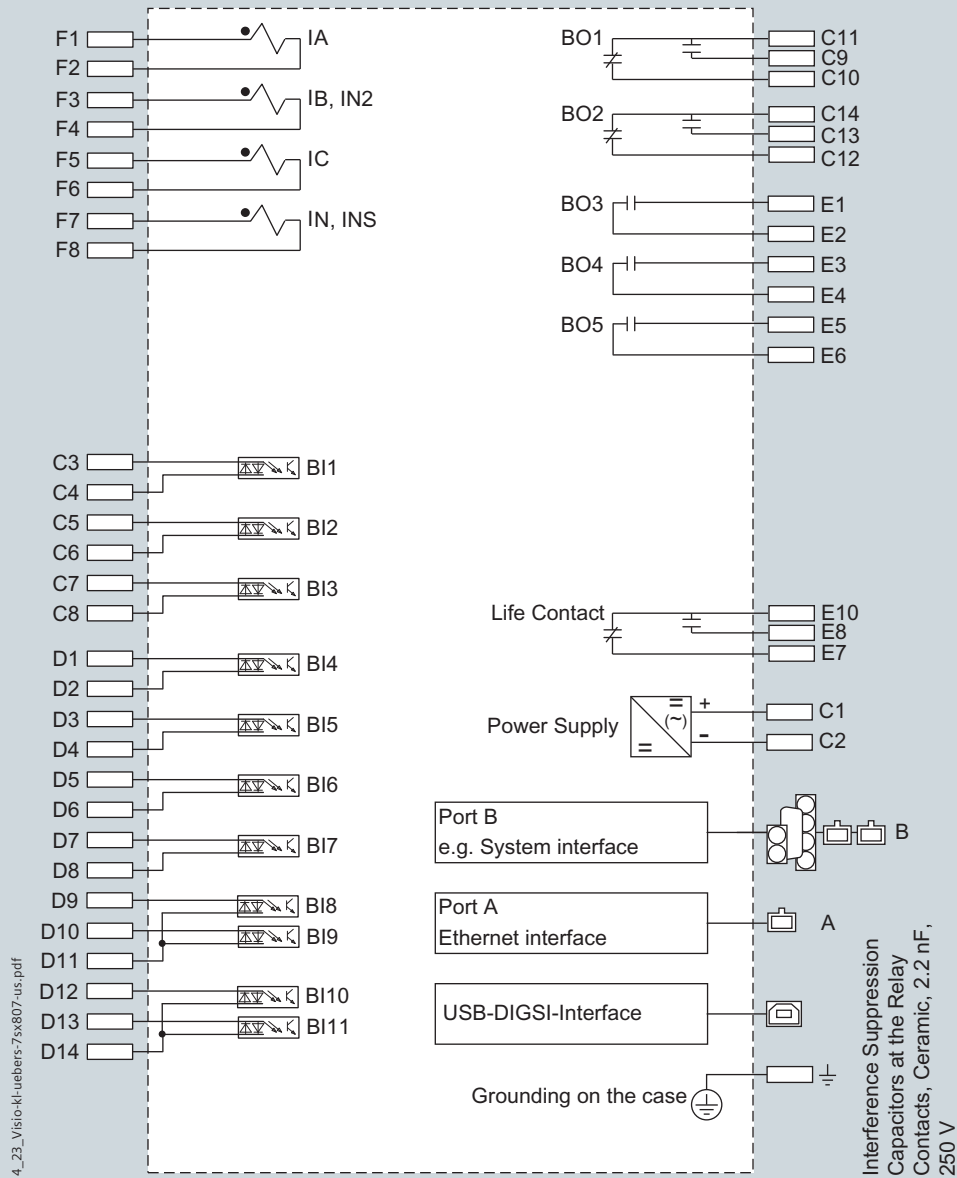 F1
IA
F2
F3
IB, IN2
F4
F5
IC
F6
F7
IN, INS
F8
C3
BI1
C4
C5
BI2
C6
C7
BI3
C8
D1
BI4
D2
D3
BI5
D4
D5
BI6
D6
D7
BI7
D8
D9
BI8
D10
BI9
D11
D12
BI10
D13
BI11
D14
BO1
C11
C9
C10
BO2
C14
C13
C12
BO3
E1
E2
BO4
E3
E4
BO5
E5
E6
Life Contact
E10
E8
E7
Power Supply
=
(~)
=
+
-
C1
C2
Port B
e.g. System interface
B
Port A
Ethernet interface
A
USB-DIGSI-Interface
Grounding on the case
Interference Suppression
Capacitors at the Relay
Contacts, Ceramic, 2.2 nF,
250 V
4_23_Visio-kl-uebers-7sx807-us.pdf